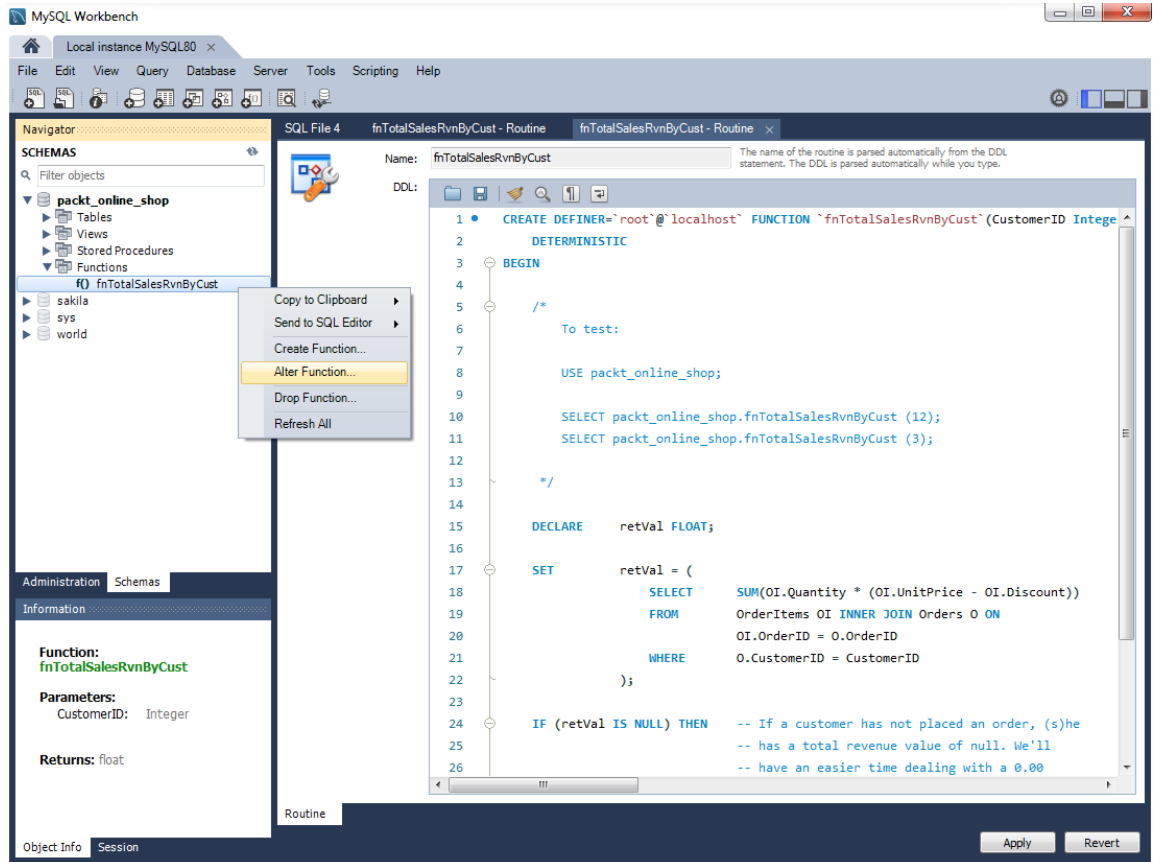 MySQL Workbench
Local instance MySQL80 ×
File Edit View Query Database Server Tools Scripting Help
Navigator
SCHEMAS
Filter objects
packt_online_shop
Tables
Views
Stored Procedures
Functions
f() fnTotalSalesRvnByCust
sakila
sys
world
Copy to Clipboard
Send to SQL Editor
Create Function...
Alter Function...
Drop Function...
Refresh All
Administration Schemas
Information
Function:
fnTotalSalesRvnByCust
Parameters:
CustomerID: Integer
Returns: float
Object Info Session
SQL File 4 fnTotalSalesRvnByCust - Routine fnTotalSalesRvnByCust - Routine ×
Name: fnTotalSalesRvnByCust
The name of the routine is parsed automatically from the DDL
statement. The DDL is parsed automatically while you type.
DDL:
1 CREATE DEFINER=`root`@`localhost` FUNCTION `fnTotalSalesRvnByCust`(CustomerID Intege
2 DETERMINISTIC
3 BEGIN
4
5 /*
6 To test:
7
8 USE packt_online_shop;
9
10 SELECT packt_online_shop.fnTotalSalesRvnByCust (12);
11 SELECT packt_online_shop.fnTotalSalesRvnByCust (3);
12
13 */
14
15 DECLARE retVal FLOAT;
16
17 SET retVal = (
18 SELECT SUM(OI.Quantity * (OI.UnitPrice - OI.Discount))
19 FROM OrderItems OI INNER JOIN Orders O ON
20 OI.OrderID = O.OrderID
21 WHERE O.CustomerID = CustomerID
22 );
23
24 IF (retVal IS NULL) THEN -- If a customer has not placed an order, (s)he
25 -- has a total revenue value of null. We'll
26 -- have an easier time dealing with a 0.00
Routine
Apply Revert